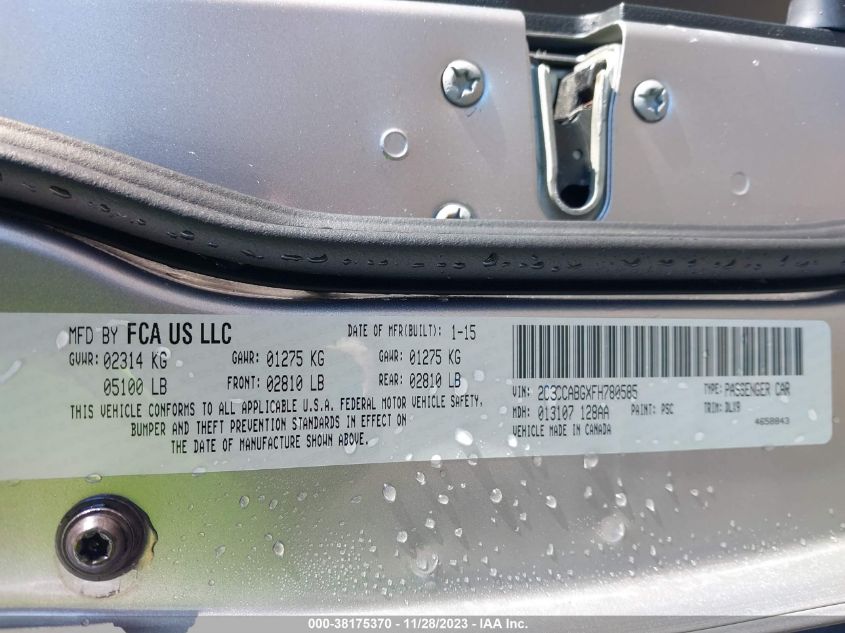 MFD BY FCA US LLC DATE OF MFR(BUILT): 1-15
GVWR: 02314 KG GAWR: 01275 KG GAWR: 01275 KG
05100 LB FRONT: 02810 LB REAR: 02810 LB
THIS VEHICLE CONFORMS TO ALL APPLICABLE U.S.A. FEDERAL MOTOR VEHICLE SAFETY,
BUMPER AND THEFT PREVENTION STANDARDS IN EFFECT ON
THE DATE OF MANUFACTURE SHOWN ABOVE.
VIN: 2C3CCABGXFH780585 TYPE: PASSENGER CAR
MDH: 013107 128AA PAINT: PSC TRIM: DLX9
VEHICLE MADE IN CANADA 4658843
000-38175370 - 11/28/2023 - IAA Inc.